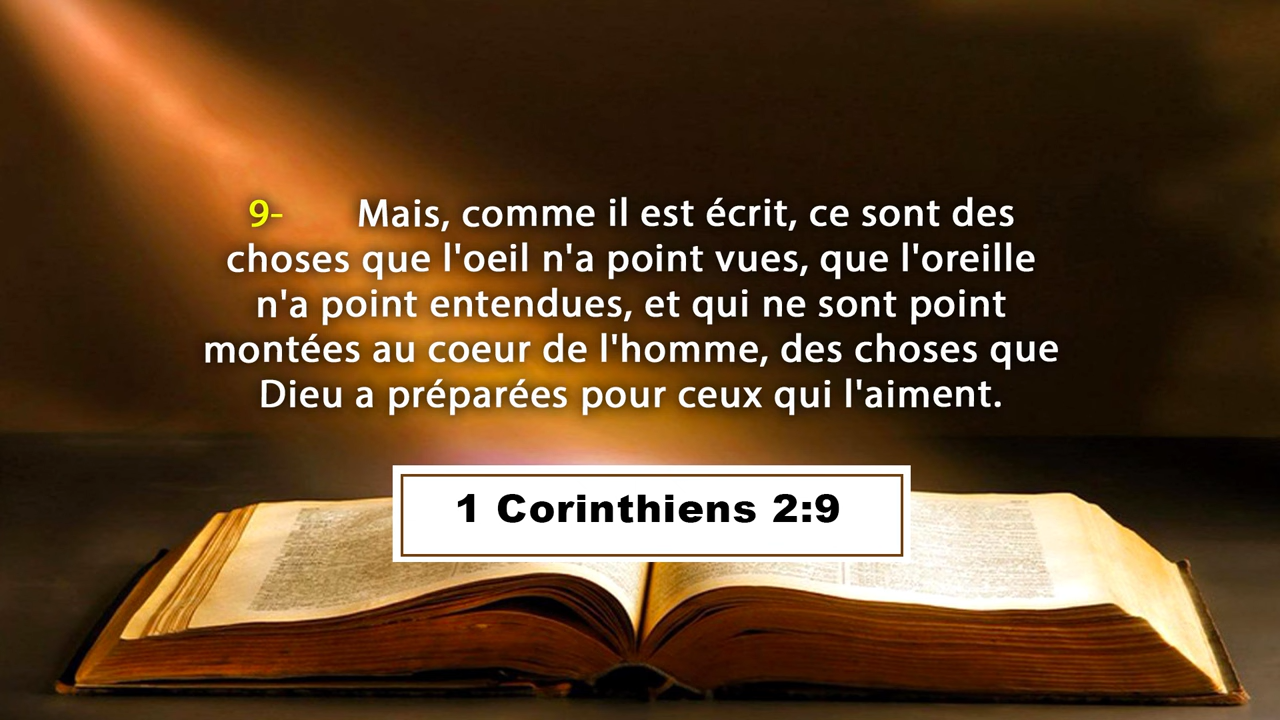 9- Mais, comme il est écrit, ce sont des
choses que l'oeil n'a point vues, que l'oreille
n'a point entendues, et qui ne sont point
montées au coeur de l'homme, des choses que
Dieu a préparées pour ceux qui l'aiment.
1 Corinthiens 2:9